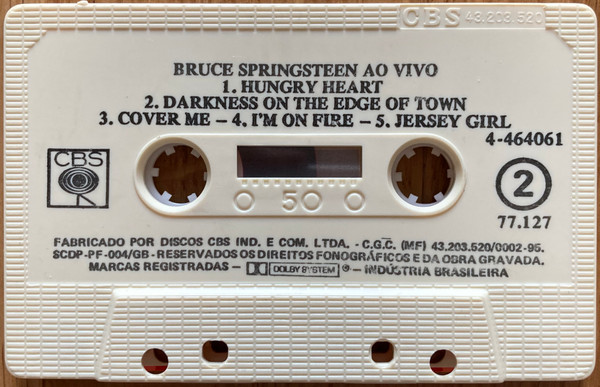 CBS 43.203.520
BRUCE SPRINGSTEEN AO VIVO
1. HUNGRY HEART
2. DARKNESS ON THE EDGE OF TOWN
3. COVER ME – 4. I'M ON FIRE – 5. JERSEY GIRL
4-464061
CBS
2
50
77.127
FABRICADO POR DISCOS CBS IND. E COM. LTDA. - C.G.C. (MF) 43.203.520/0002-95.
SCDP-PF-004/GB - RESERVADOS OS DIREITOS FONOGRÁFICOS E DA OBRA GRAVADA.
MARCAS REGISTRADAS – DOLBY SYSTEM ® – INDÚSTRIA BRASILEIRA